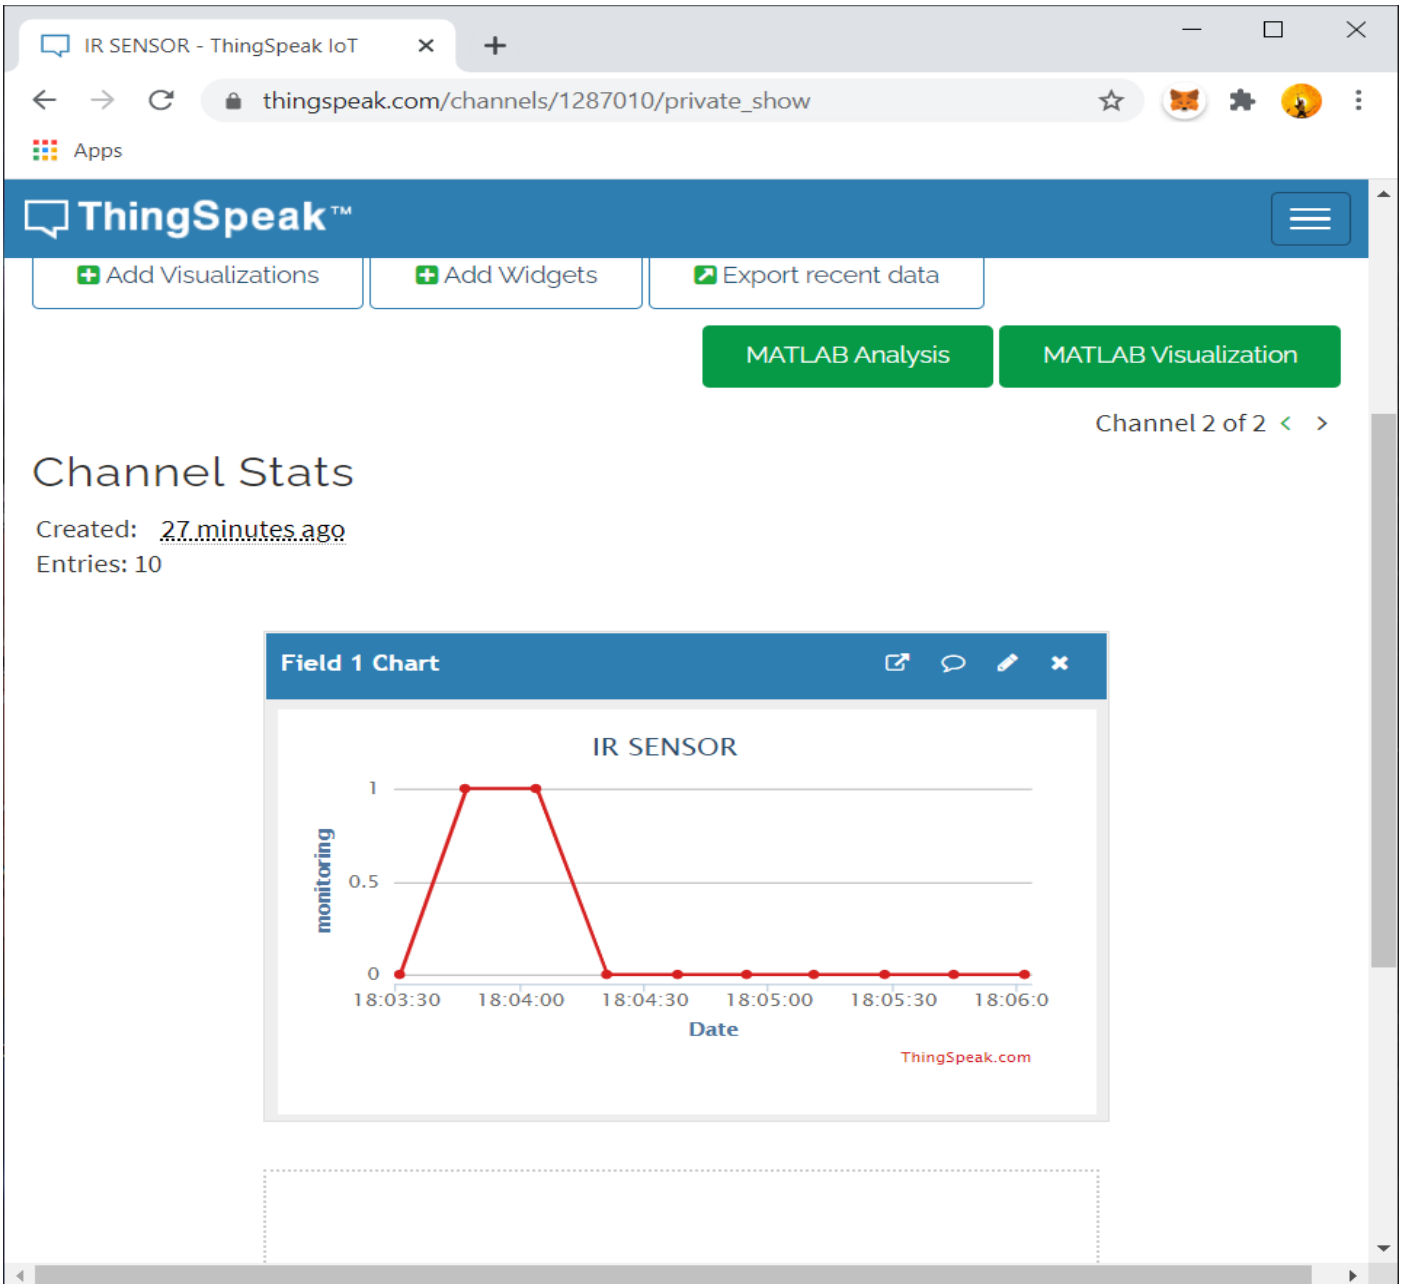 IR SENSOR - ThingSpeak IoT
thingspeak.com/channels/1287010/private_show
Apps
ThingSpeak™
Add Visualizations Add Widgets Export recent data
MATLAB Analysis MATLAB Visualization
Channel 2 of 2 < >
Channel Stats
Created: 27 minutes ago
Entries: 10
Field 1 Chart
IR SENSOR
1
monitoring
0.5
0
18:03:30 18:04:00 18:04:30 18:05:00 18:05:30 18:06:0
Date
ThingSpeak.com